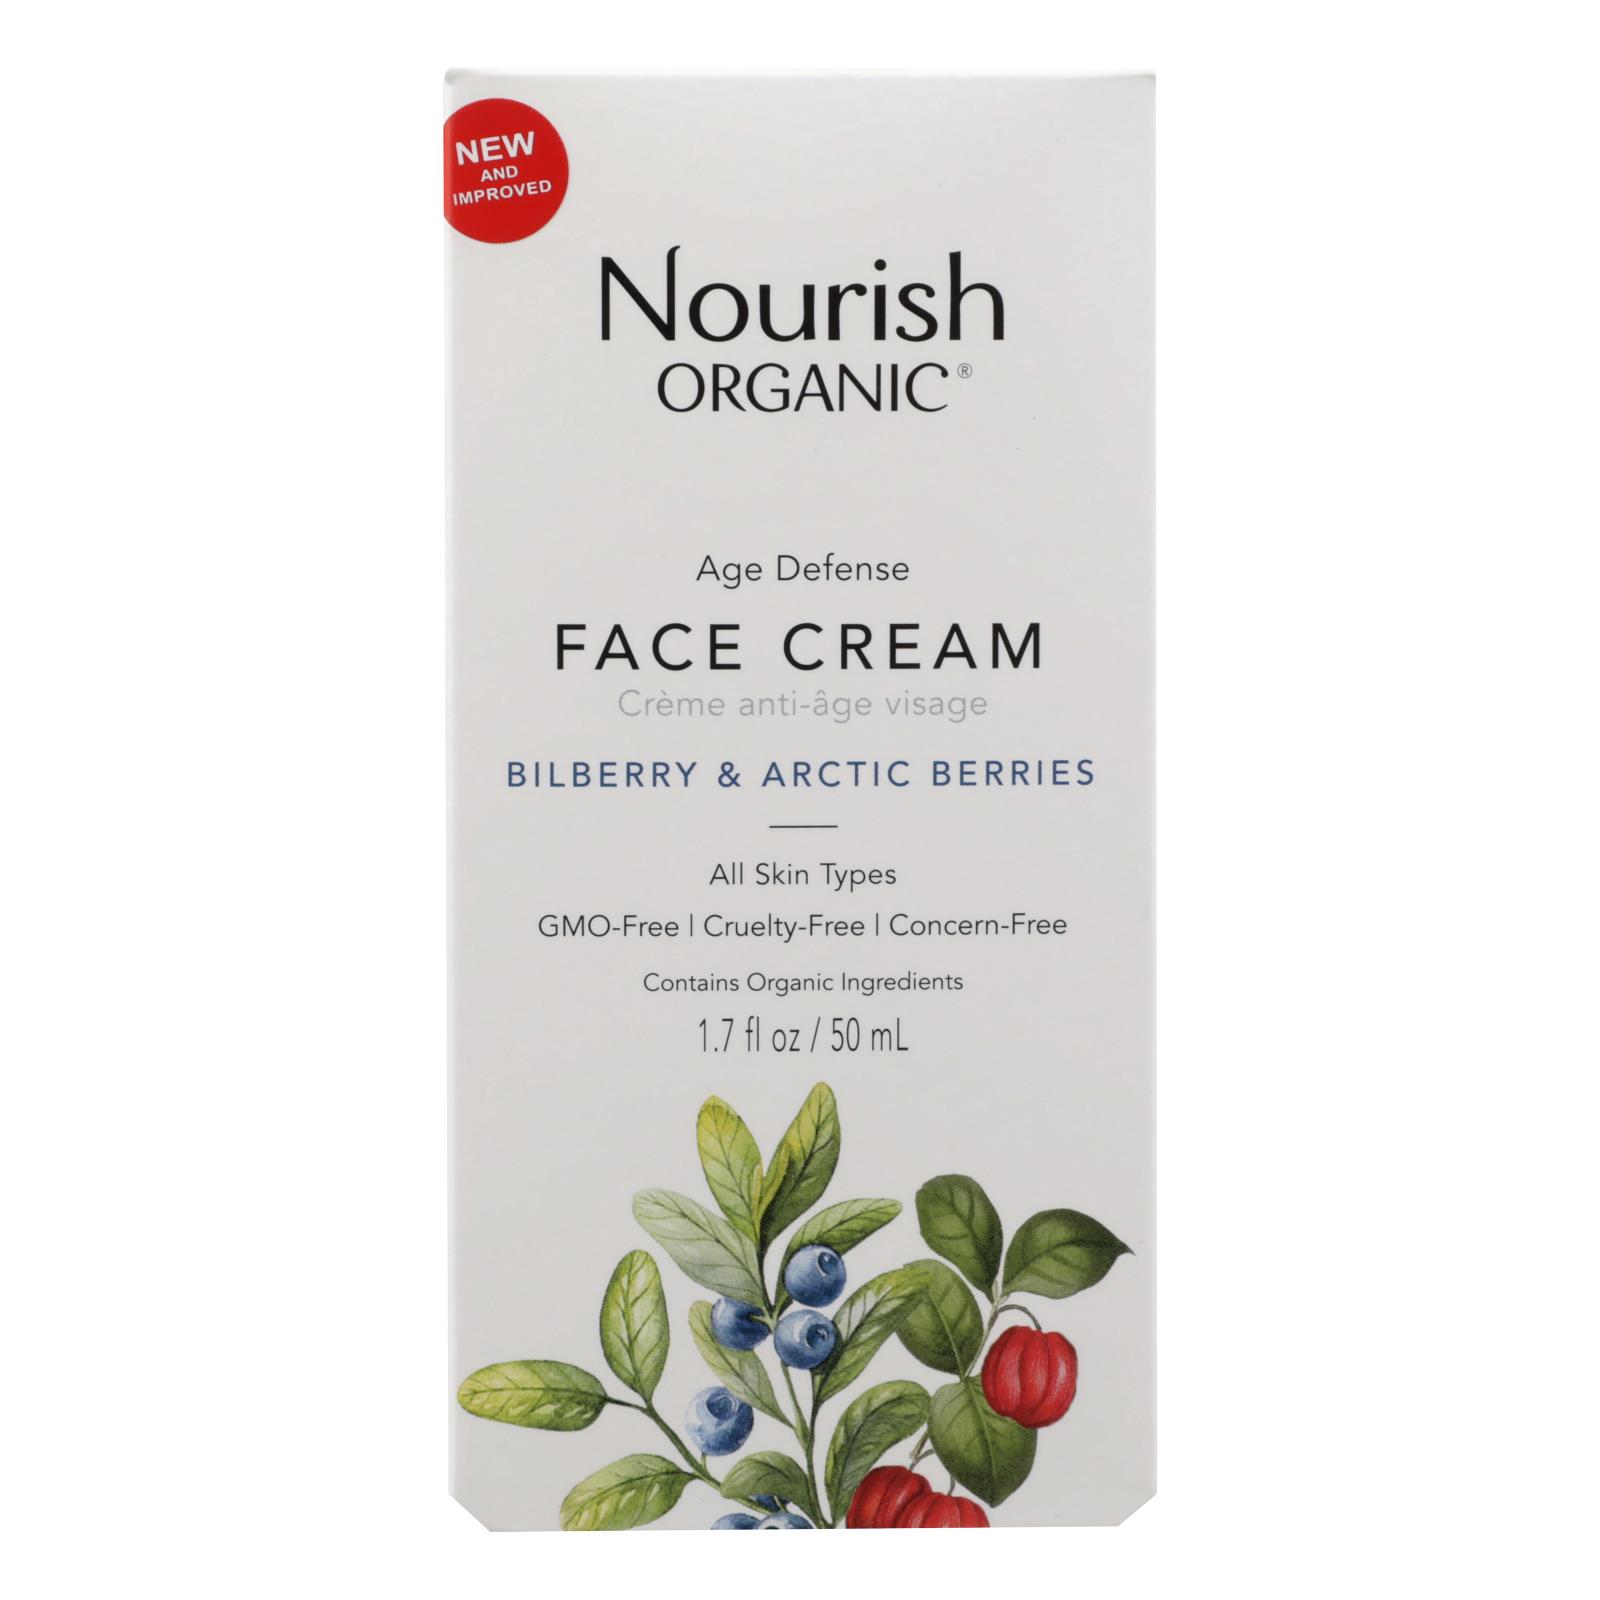 NEW
AND
IMPROVED
Nourish
ORGANIC®
Age Defense
FACE CREAM
Crème anti-âge visage
BILBERRY & ARCTIC BERRIES
All Skin Types
GMO-Free | Cruelty-Free | Concern-Free
Contains Organic Ingredients
1.7 fl oz / 50 mL